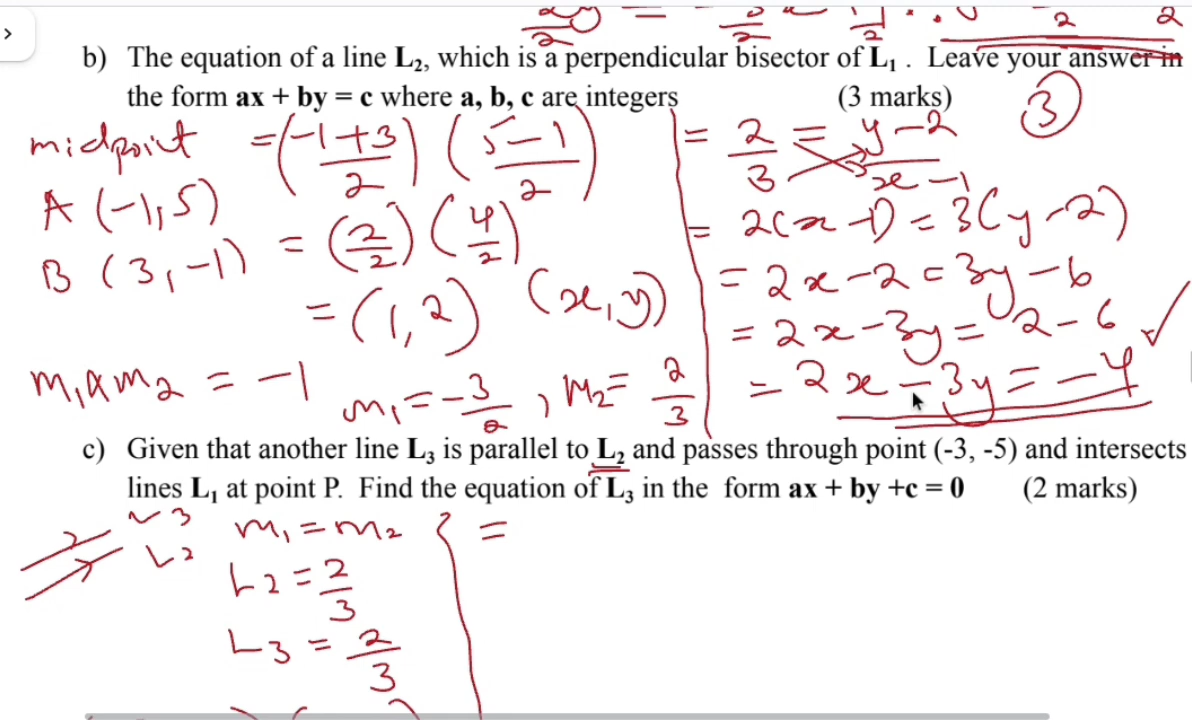 b) The equation of a line L₂, which is a perpendicular bisector of L₁ . Leave your answer in
the form ax + by = c where a, b, c are integers (3 marks) 3
midpoint = (-1+3/2) (5-1/2)
A (-1,5)
B (3,-1) = (2/2) (4/2)
= (1,2) (x,y)
m₁ x m₂ = -1 m₁ = -3/2 , m₂ = 2/3
= 2/3 = y-2/x-1
= 2(x-1) = 3(y-2)
= 2x-2 = 3y-6
= 2x-3y = 2-6 ✓
= 2x-3y = -4
c) Given that another line L₃ is parallel to L₂ and passes through point (-3, -5) and intersects
lines L₁ at point P. Find the equation of L₃ in the form ax + by +c = 0 (2 marks)
L3 m₁ = m₂ =
L2
L2 = 2/3
L3 = 2/3